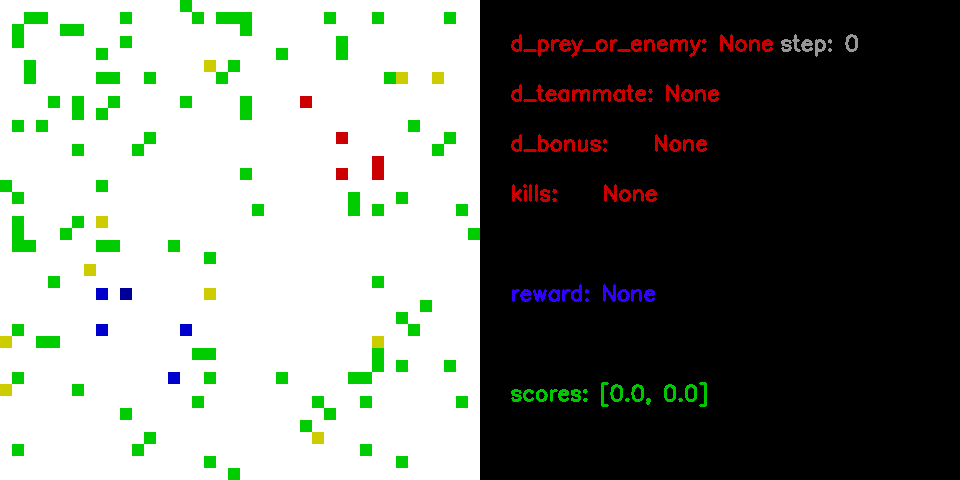 d_prey_or_enemy: None step: 0
d_teammate: None
d_bonus: None
kills: None
reward: None
scores: [0.0, 0.0]